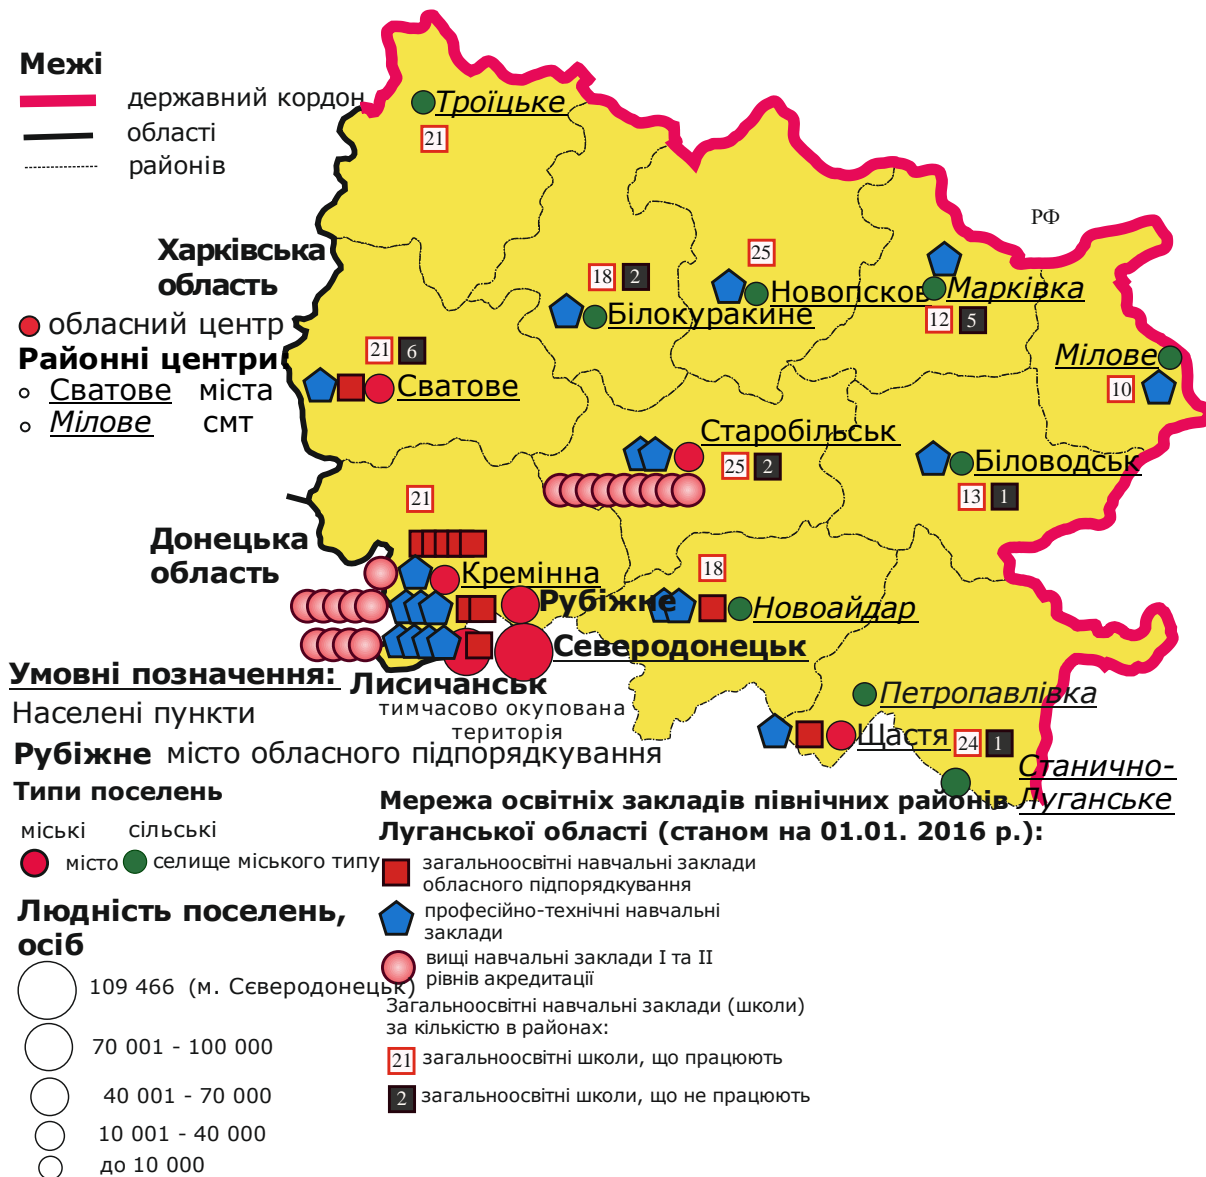 Межі
державний кордон
області
районів
Харківська
область
обласний центр
Районні центри:
Сватове міста
Мілове смт
Троїцьке
21
РФ
25
18 2
Новопсков
Білокуракине
Марківка
12 5
Мілове
10
21 6
Сватове
Старобільськ
25 2
Біловодськ
13 1
21
Донецька
область
18
Кремінна
Рубіжне
Новоайдар
Северодонецьк
Лисичанськ
тимчасово окупована
територія
Петропавлівка
Щастя
24 1
Станично-
Луганське
Умовні позначення:
Населені пункти
Рубіжне місто обласного підпорядкування
Типи поселень
міські сільські
місто селище міського типу
Людність поселень,
осіб
109 466 (м. Сєверодонецьк)
70 001 - 100 000
40 001 - 70 000
10 001 - 40 000
до 10 000
Мережа освітніх закладів північних районів
Луганської області (станом на 01.01. 2016 р.):
загальноосвітні навчальні заклади
обласного підпорядкування
професійно-технічні навчальні
заклади
вищі навчальні заклади І та ІІ
рівнів акредитації
Загальноосвітні навчальні заклади (школи)
за кількістю в районах:
21 загальноосвітні школи, що працюють
2 загальноосвітні школи, що не працюють